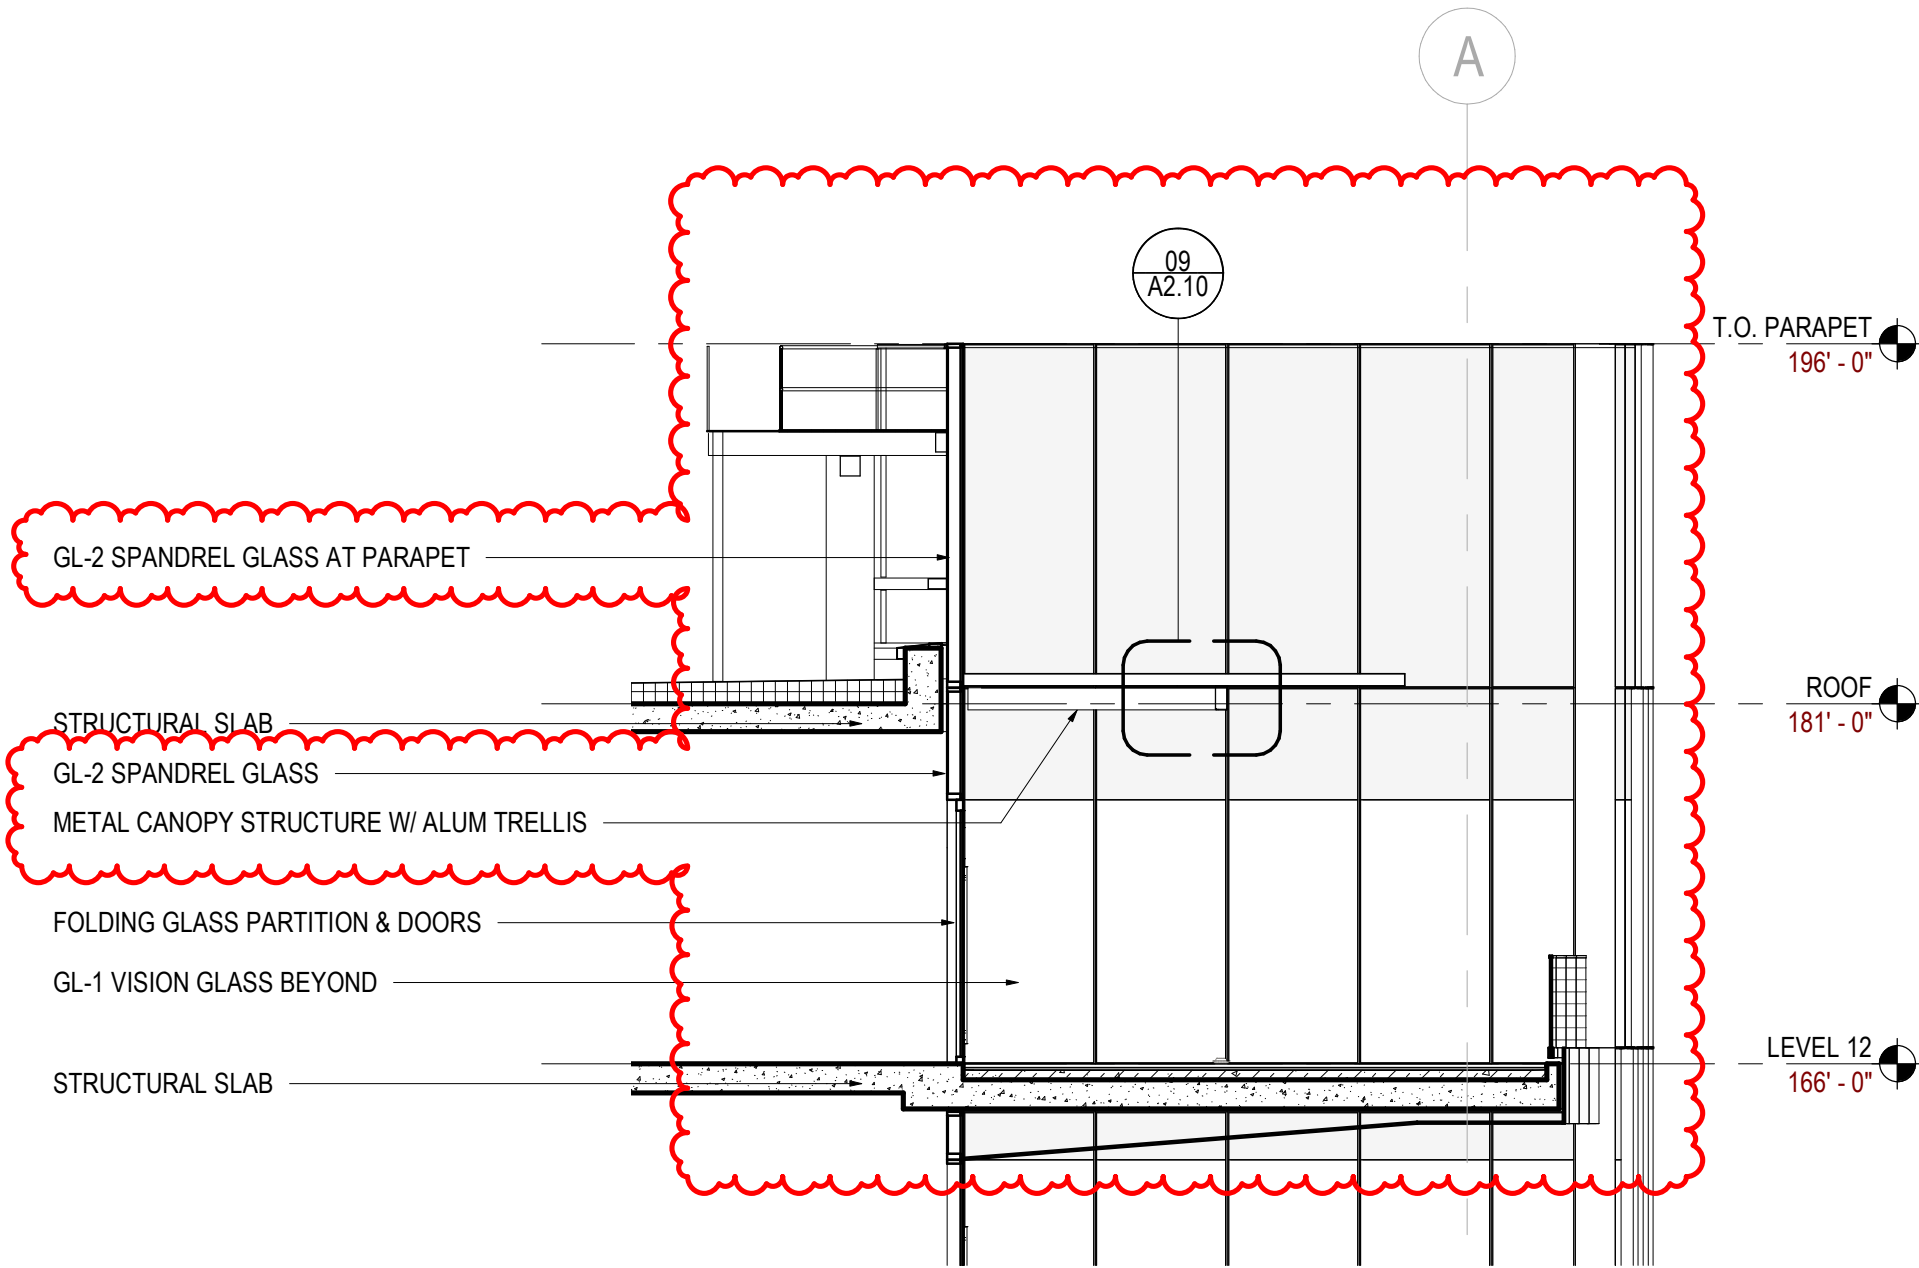 A
09
A2.10
T.O. PARAPET
196' - 0"
GL-2 SPANDREL GLASS AT PARAPET
ROOF
181' - 0"
STRUCTURAL SLAB
GL-2 SPANDREL GLASS
METAL CANOPY STRUCTURE W/ ALUM TRELLIS
FOLDING GLASS PARTITION & DOORS
GL-1 VISION GLASS BEYOND
LEVEL 12
166' - 0"
STRUCTURAL SLAB